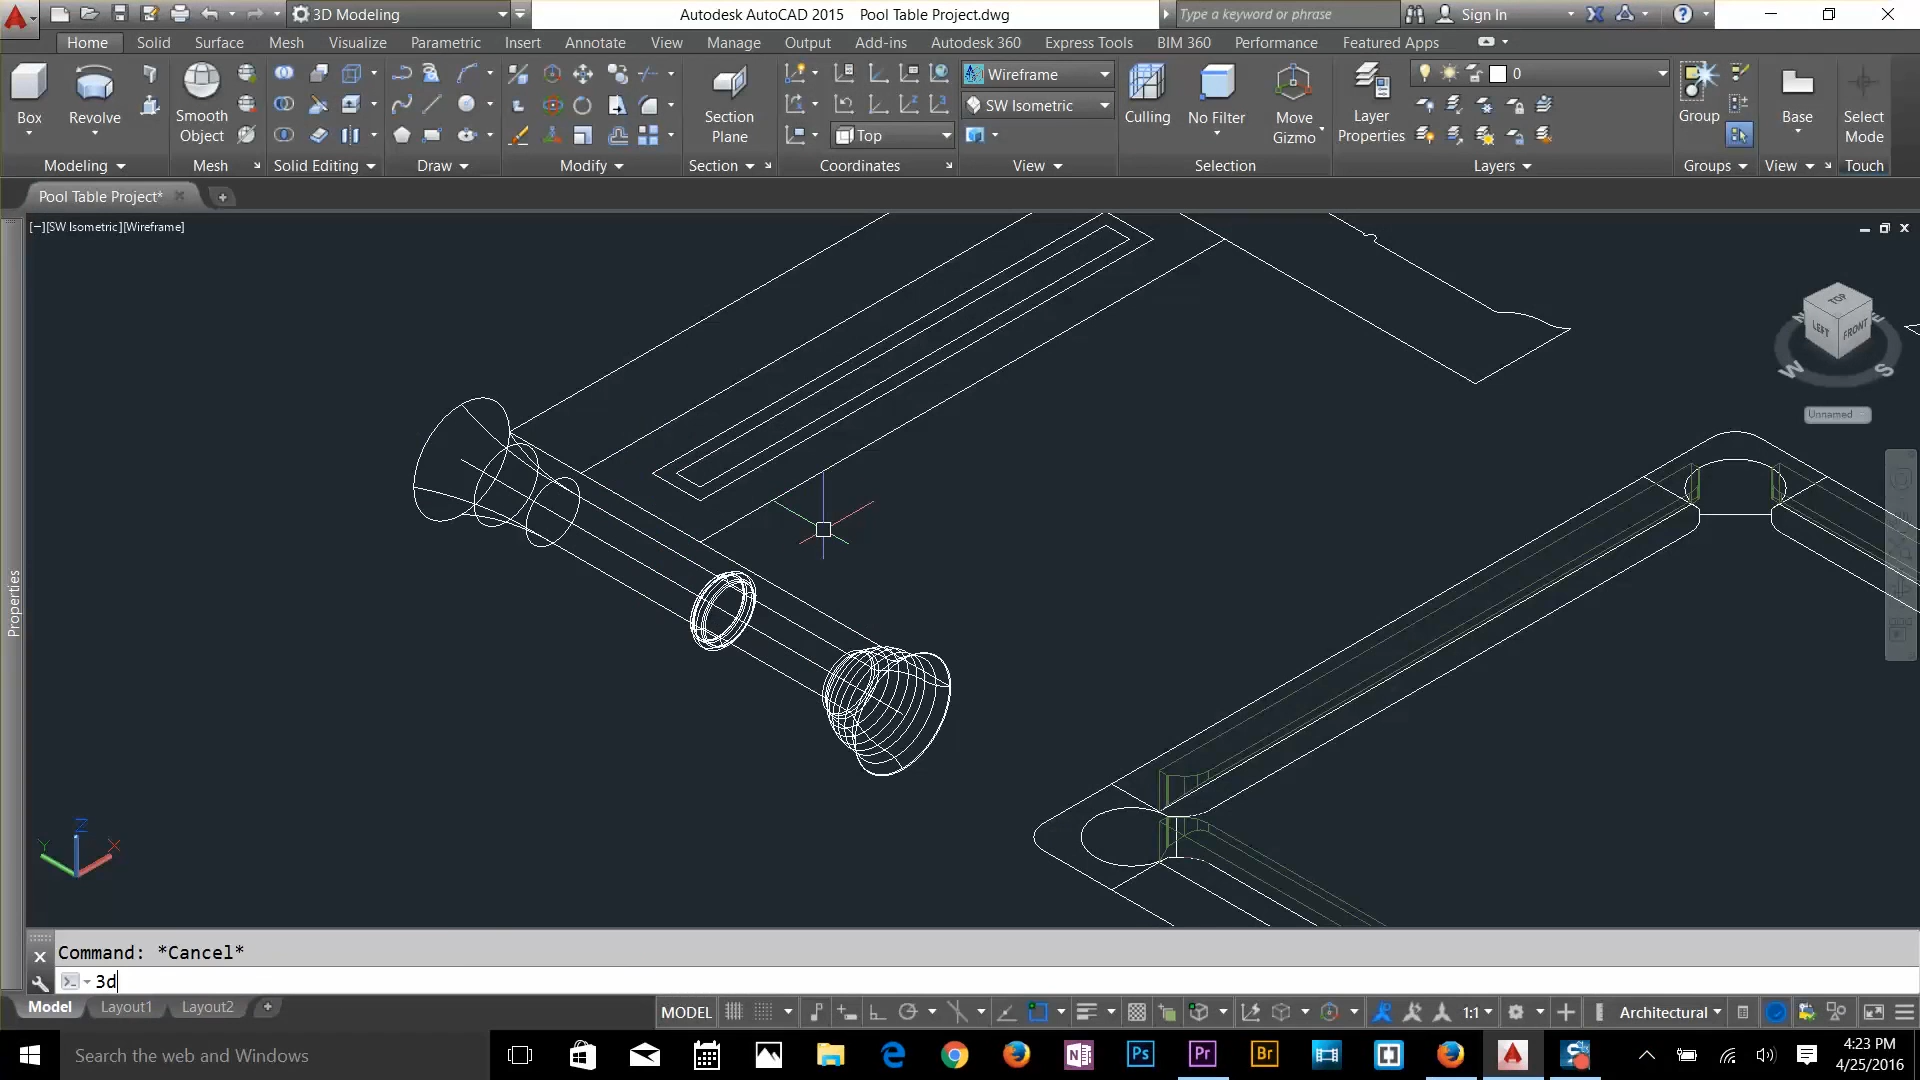 3D Modeling
Autodesk AutoCAD 2015 Pool Table Project.dwg
Type a keyword or phrase
Sign In
Home Solid Surface Mesh Visualize Parametric Insert Annotate View Manage Output Add-ins Autodesk 360 Express Tools BIM 360 Performance Featured Apps
Box
Revolve
Smooth Object
Section Plane
Top
Wireframe
SW Isometric
Culling
No Filter
Move Gizmo
Layer Properties
0
Group
Base
Select Mode
Modeling Mesh Solid Editing Draw Modify Section Coordinates View Selection Layers Groups View Touch
Pool Table Project*
[−][SW Isometric][Wireframe]
TOP
LEFT
FRONT
N
E
W
S
Unnamed
Properties
Z
Y
X
Command: *Cancel*
3d
Model Layout1 Layout2
MODEL
1:1
Architectural
Search the web and Windows
4:23 PM
4/25/2016